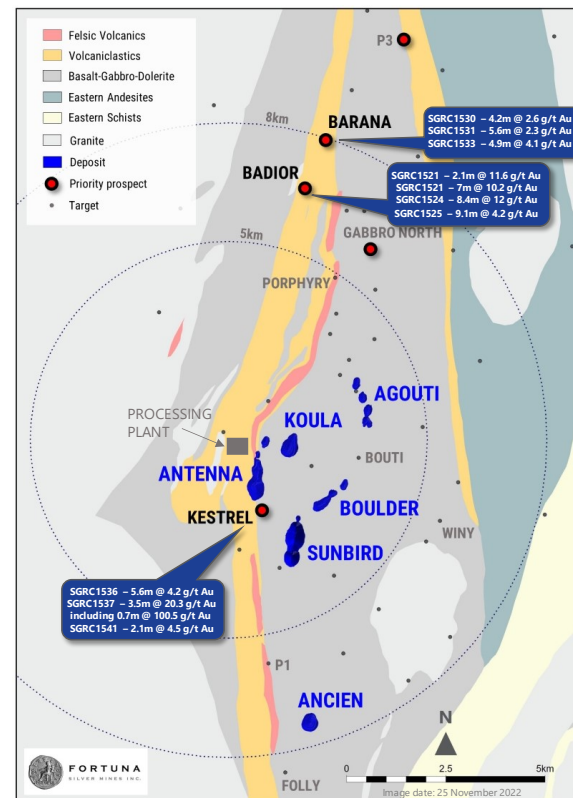 Felsic Volcanics
Volcaniclastics
Basalt-Gabbro-Dolerite
Eastern Andesites
Eastern Schists
Granite
Deposit
Priority prospect
Target
P3
8km
BARANA
SGRC1530 – 4.2m @ 2.6 g/t Au
SGRC1531 – 5.6m @ 2.3 g/t Au
SGRC1533 – 4.9m @ 4.1 g/t Au
BADIOR
SGRC1521 – 2.1m @ 11.6 g/t Au
SGRC1521 – 7m @ 10.2 g/t Au
SGRC1524 – 8.4m @ 12 g/t Au
SGRC1525 – 9.1m @ 4.2 g/t Au
5km
GABBRO NORTH
PORPHYRY
AGOUTI
PROCESSING
PLANT
KOULA
BOUTI
ANTENNA
BOULDER
KESTREL
WINY
SUNBIRD
SGRC1536 – 5.6m @ 4.2 g/t Au
SGRC1537 – 3.5m @ 20.3 g/t Au
including 0.7m @ 100.5 g/t Au
SGRC1541 – 2.1m @ 4.5 g/t Au
P1
ANCIEN
N
FORTUNA
SILVER MINES INC.
FOLLY
0 2.5 5km
Image date: 25 November 2022